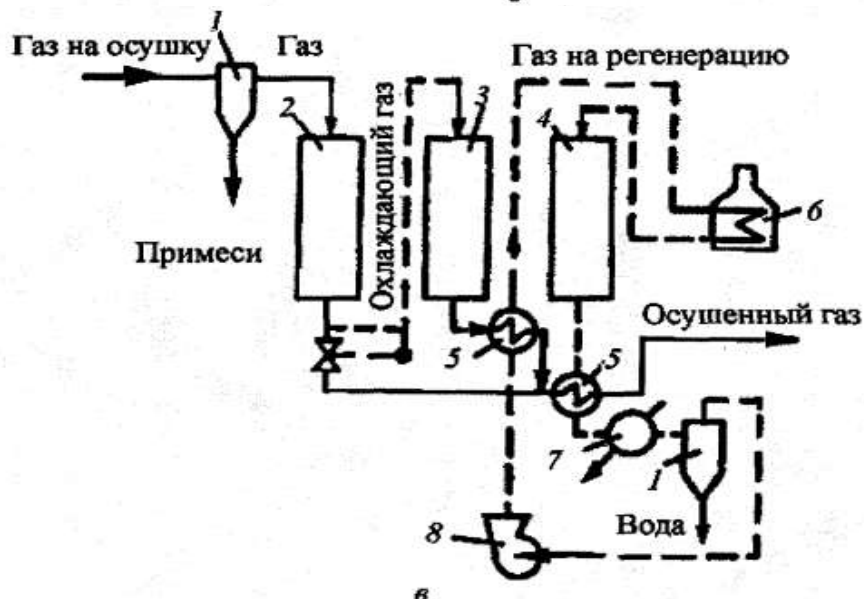 Газ на осушку
1
Газ
Газ на регенерацию
2
Охлаждающий газ
3
4
6
Примеси
Осушенный газ
5
5
7
1
Вода
8
в